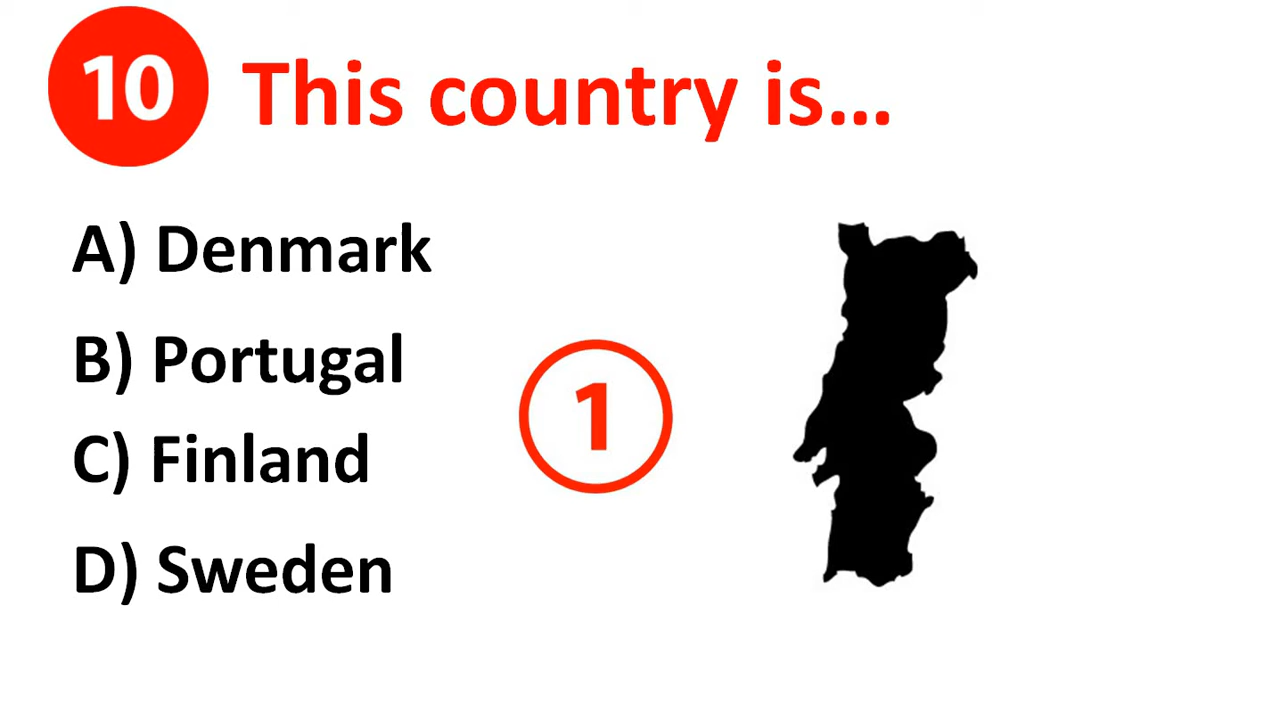 10 This country is...
A) Denmark
B) Portugal
C) Finland
1
D) Sweden